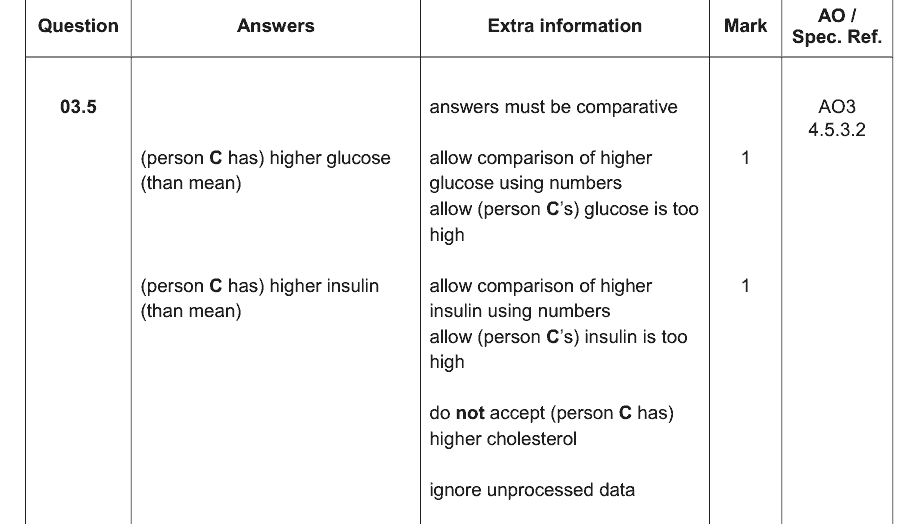 Question Answers Extra information Mark AO /
Spec. Ref.
03.5 answers must be comparative AO3
4.5.3.2
(person C has) higher glucose allow comparison of higher 1
(than mean) glucose using numbers
allow (person C's) glucose is too
high
(person C has) higher insulin allow comparison of higher 1
(than mean) insulin using numbers
allow (person C's) insulin is too
high
do not accept (person C has)
higher cholesterol
ignore unprocessed data